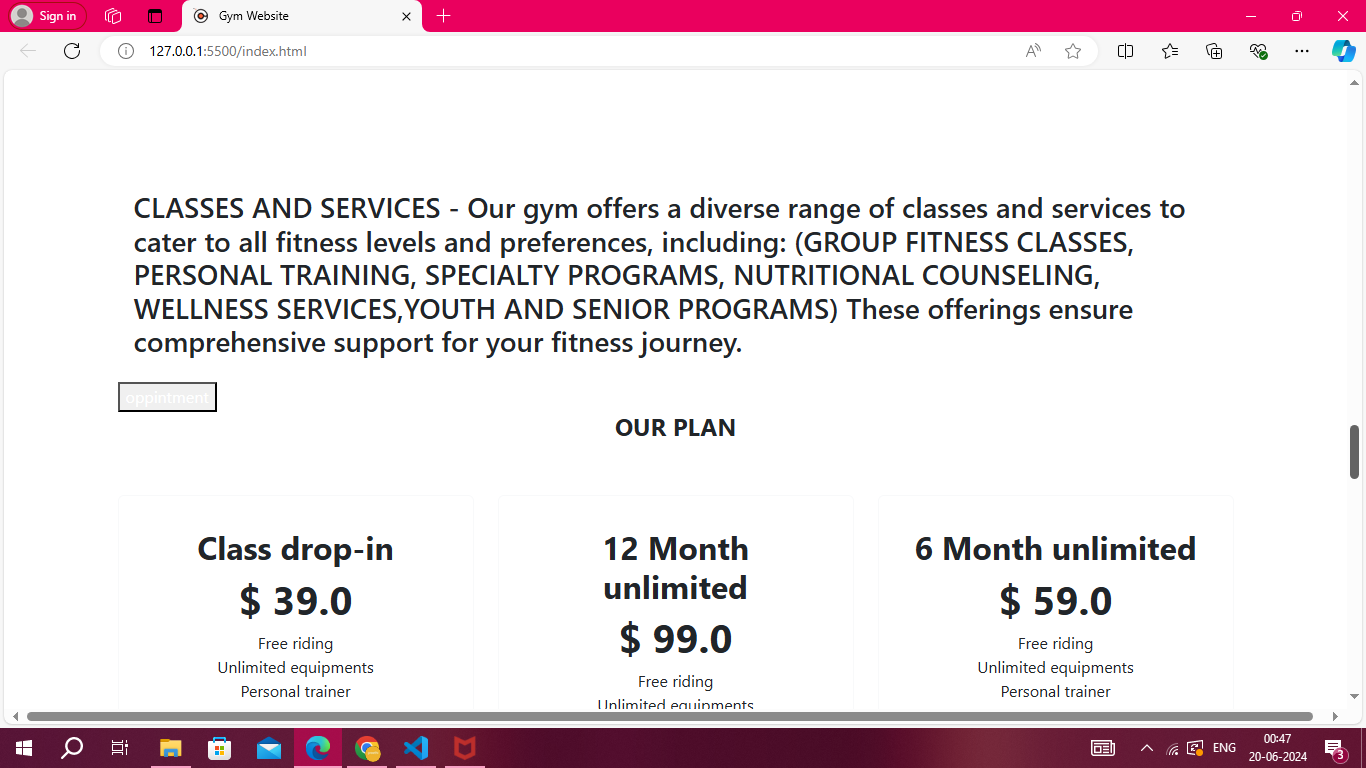 Sign in
Gym Website
127.0.0.1:5500/index.html
CLASSES AND SERVICES - Our gym offers a diverse range of classes and services to
cater to all fitness levels and preferences, including: (GROUP FITNESS CLASSES,
PERSONAL TRAINING, SPECIALTY PROGRAMS, NUTRITIONAL COUNSELING,
WELLNESS SERVICES,YOUTH AND SENIOR PROGRAMS) These offerings ensure
comprehensive support for your fitness journey.
oppintment
OUR PLAN
Class drop-in
$ 39.0
Free riding
Unlimited equipments
Personal trainer
12 Month
unlimited
$ 99.0
Free riding
Unlimited equipments
6 Month unlimited
$ 59.0
Free riding
Unlimited equipments
Personal trainer
ENG
00:47
20-06-2024
3